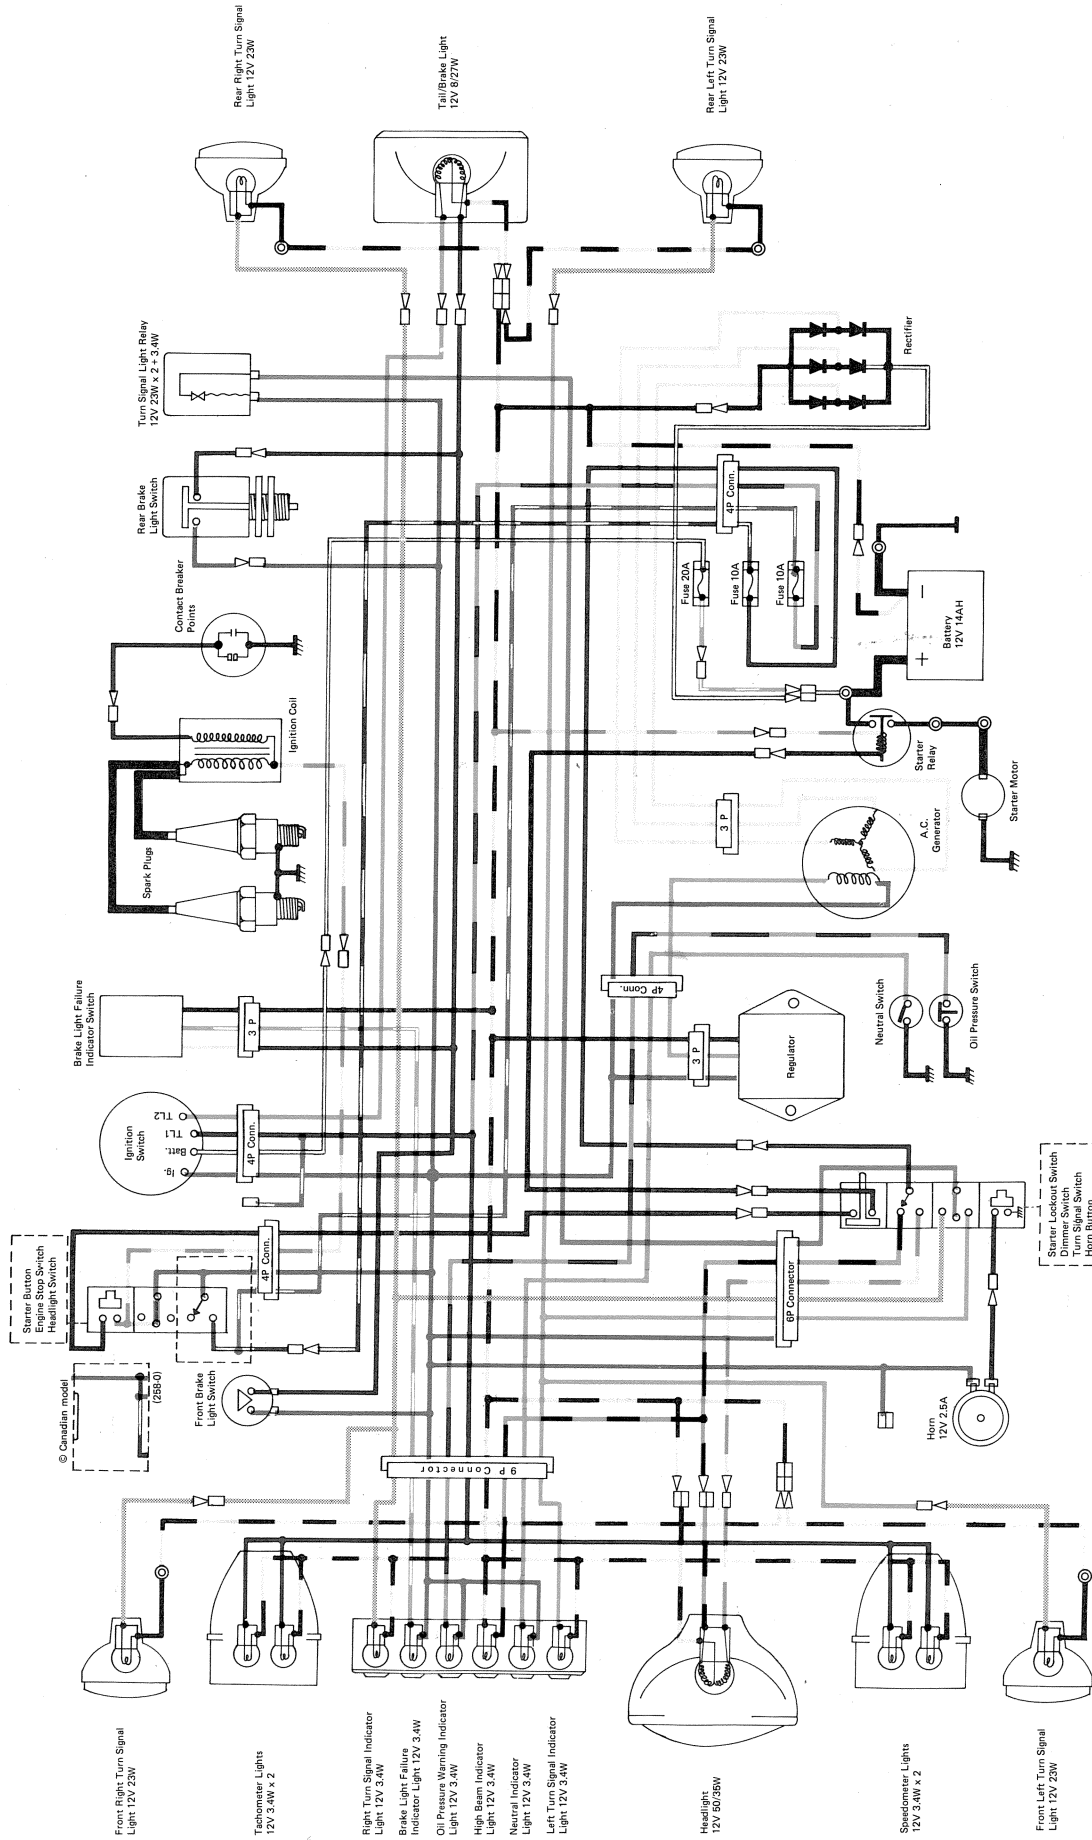 Rear Right Turn Signal
Light 12V 23W
Tail/Brake Light
12V 8/27W
Rear Left Turn Signal
Light 12V 23W
Turn Signal Light Relay
12V 23W x 2 + 3.4W
Rear Brake
Light Switch
Contact Breaker
Points
Ignition Coil
Spark Plugs
Brake Light Failure
Indicator Switch
3 P
Ignition
Switch
Ig.
Batt.
TL1
TL2
4P Conn.
4P Conn.
Starter Button
Engine Stop Switch
Headlight Switch
© Canadian model
(258-0)
Front Brake
Light Switch
9 P Connector
Rectifier
4P Conn.
Fuse 20A
Fuse 10A
Fuse 10A
Battery
12V 14AH
+
−
Starter
Relay
Starter Motor
3 P
A.C.
Generator
4P Conn.
Neutral Switch
Oil Pressure Switch
3 P
Regulator
Starter Lockout Switch
Dimmer Switch
Turn Signal Switch
Horn Button
6P Connector
Horn
12V 2.5A
Front Right Turn Signal
Light 12V 23W
Tachometer Lights
12V 3.4W x 2
Right Turn Signal Indicator
Light 12V 3.4W
Brake Light Failure
Indicator Light 12V 3.4W
Oil Pressure Warning Indicator
Light 12V 3.4W
High Beam Indicator
Light 12V 3.4W
Neutral Indicator
Light 12V 3.4W
Left Turn Signal Indicator
Light 12V 3.4W
Headlight
12V 50/35W
Speedometer Lights
12V 3.4W x 2
Front Left Turn Signal
Light 12V 23W